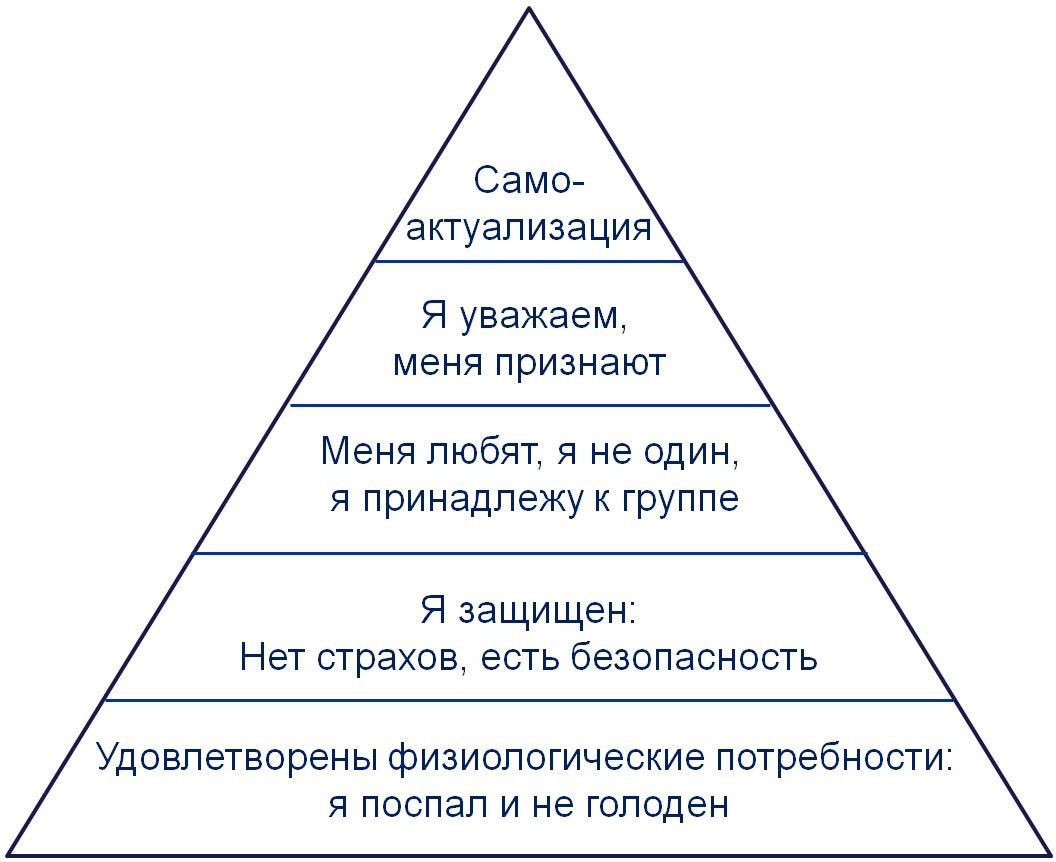 Само-
актуализация
Я уважаем,
меня признают
Меня любят, я не один,
я принадлежу к группе
Я защищен:
Нет страхов, есть безопасность
Удовлетворены физиологические потребности:
я поспал и не голоден